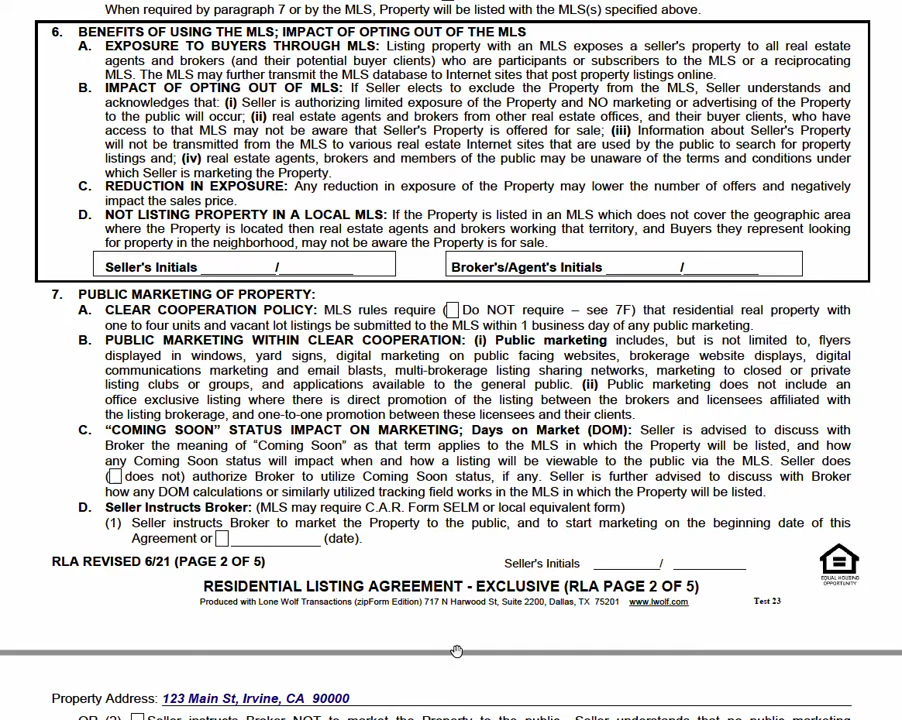 When required by paragraph 7 or by the MLS, Property will be listed with the MLS(s) specified above.
6. BENEFITS OF USING THE MLS; IMPACT OF OPTING OUT OF THE MLS
A. EXPOSURE TO BUYERS THROUGH MLS: Listing property with an MLS exposes a seller's property to all real estate
agents and brokers (and their potential buyer clients) who are participants or subscribers to the MLS or a reciprocating
MLS. The MLS may further transmit the MLS database to Internet sites that post property listings online.
B. IMPACT OF OPTING OUT OF MLS: If Seller elects to exclude the Property from the MLS, Seller understands and
acknowledges that: (i) Seller is authorizing limited exposure of the Property and NO marketing or advertising of the Property
to the public will occur; (ii) real estate agents and brokers from other real estate offices, and their buyer clients, who have
access to that MLS may not be aware that Seller's Property is offered for sale; (iii) Information about Seller's Property
will not be transmitted from the MLS to various real estate Internet sites that are used by the public to search for property
listings and; (iv) real estate agents, brokers and members of the public may be unaware of the terms and conditions under
which Seller is marketing the Property.
C. REDUCTION IN EXPOSURE: Any reduction in exposure of the Property may lower the number of offers and negatively
impact the sales price.
D. NOT LISTING PROPERTY IN A LOCAL MLS: If the Property is listed in an MLS which does not cover the geographic area
where the Property is located then real estate agents and brokers working that territory, and Buyers they represent looking
for property in the neighborhood, may not be aware the Property is for sale.
Seller's Initials __________/__________ Broker's/Agent's Initials __________/__________
7. PUBLIC MARKETING OF PROPERTY:
A. CLEAR COOPERATION POLICY: MLS rules require (☐ Do NOT require – see 7F) that residential real property with
one to four units and vacant lot listings be submitted to the MLS within 1 business day of any public marketing.
B. PUBLIC MARKETING WITHIN CLEAR COOPERATION: (i) Public marketing includes, but is not limited to, flyers
displayed in windows, yard signs, digital marketing on public facing websites, brokerage website displays, digital
communications marketing and email blasts, multi-brokerage listing sharing networks, marketing to closed or private
listing clubs or groups, and applications available to the general public. (ii) Public marketing does not include an
office exclusive listing where there is direct promotion of the listing between the brokers and licensees affiliated with
the listing brokerage, and one-to-one promotion between these licensees and their clients.
C. “COMING SOON” STATUS IMPACT ON MARKETING; Days on Market (DOM): Seller is advised to discuss with
Broker the meaning of “Coming Soon” as that term applies to the MLS in which the Property will be listed, and how
any Coming Soon status will impact when and how a listing will be viewable to the public via the MLS. Seller does
(☐ does not) authorize Broker to utilize Coming Soon status, if any. Seller is further advised to discuss with Broker
how any DOM calculations or similarly utilized tracking field works in the MLS in which the Property will be listed.
D. Seller Instructs Broker: (MLS may require C.A.R. Form SELM or local equivalent form)
(1) Seller instructs Broker to market the Property to the public, and to start marketing on the beginning date of this
Agreement or ☐ ____________ (date).
RLA REVISED 6/21 (PAGE 2 OF 5) Seller's Initials _________/__________
EQUAL HOUSING
OPPORTUNITY
RESIDENTIAL LISTING AGREEMENT - EXCLUSIVE (RLA PAGE 2 OF 5)
Produced with Lone Wolf Transactions (zipForm Edition) 717 N Harwood St, Suite 2200, Dallas, TX 75201 www.lwolf.com Test 23
Property Address: 123 Main St, Irvine, CA 90000
OR (2) ☐ Seller instructs Broker NOT to market the Property to the public. Seller understands that no public marketing